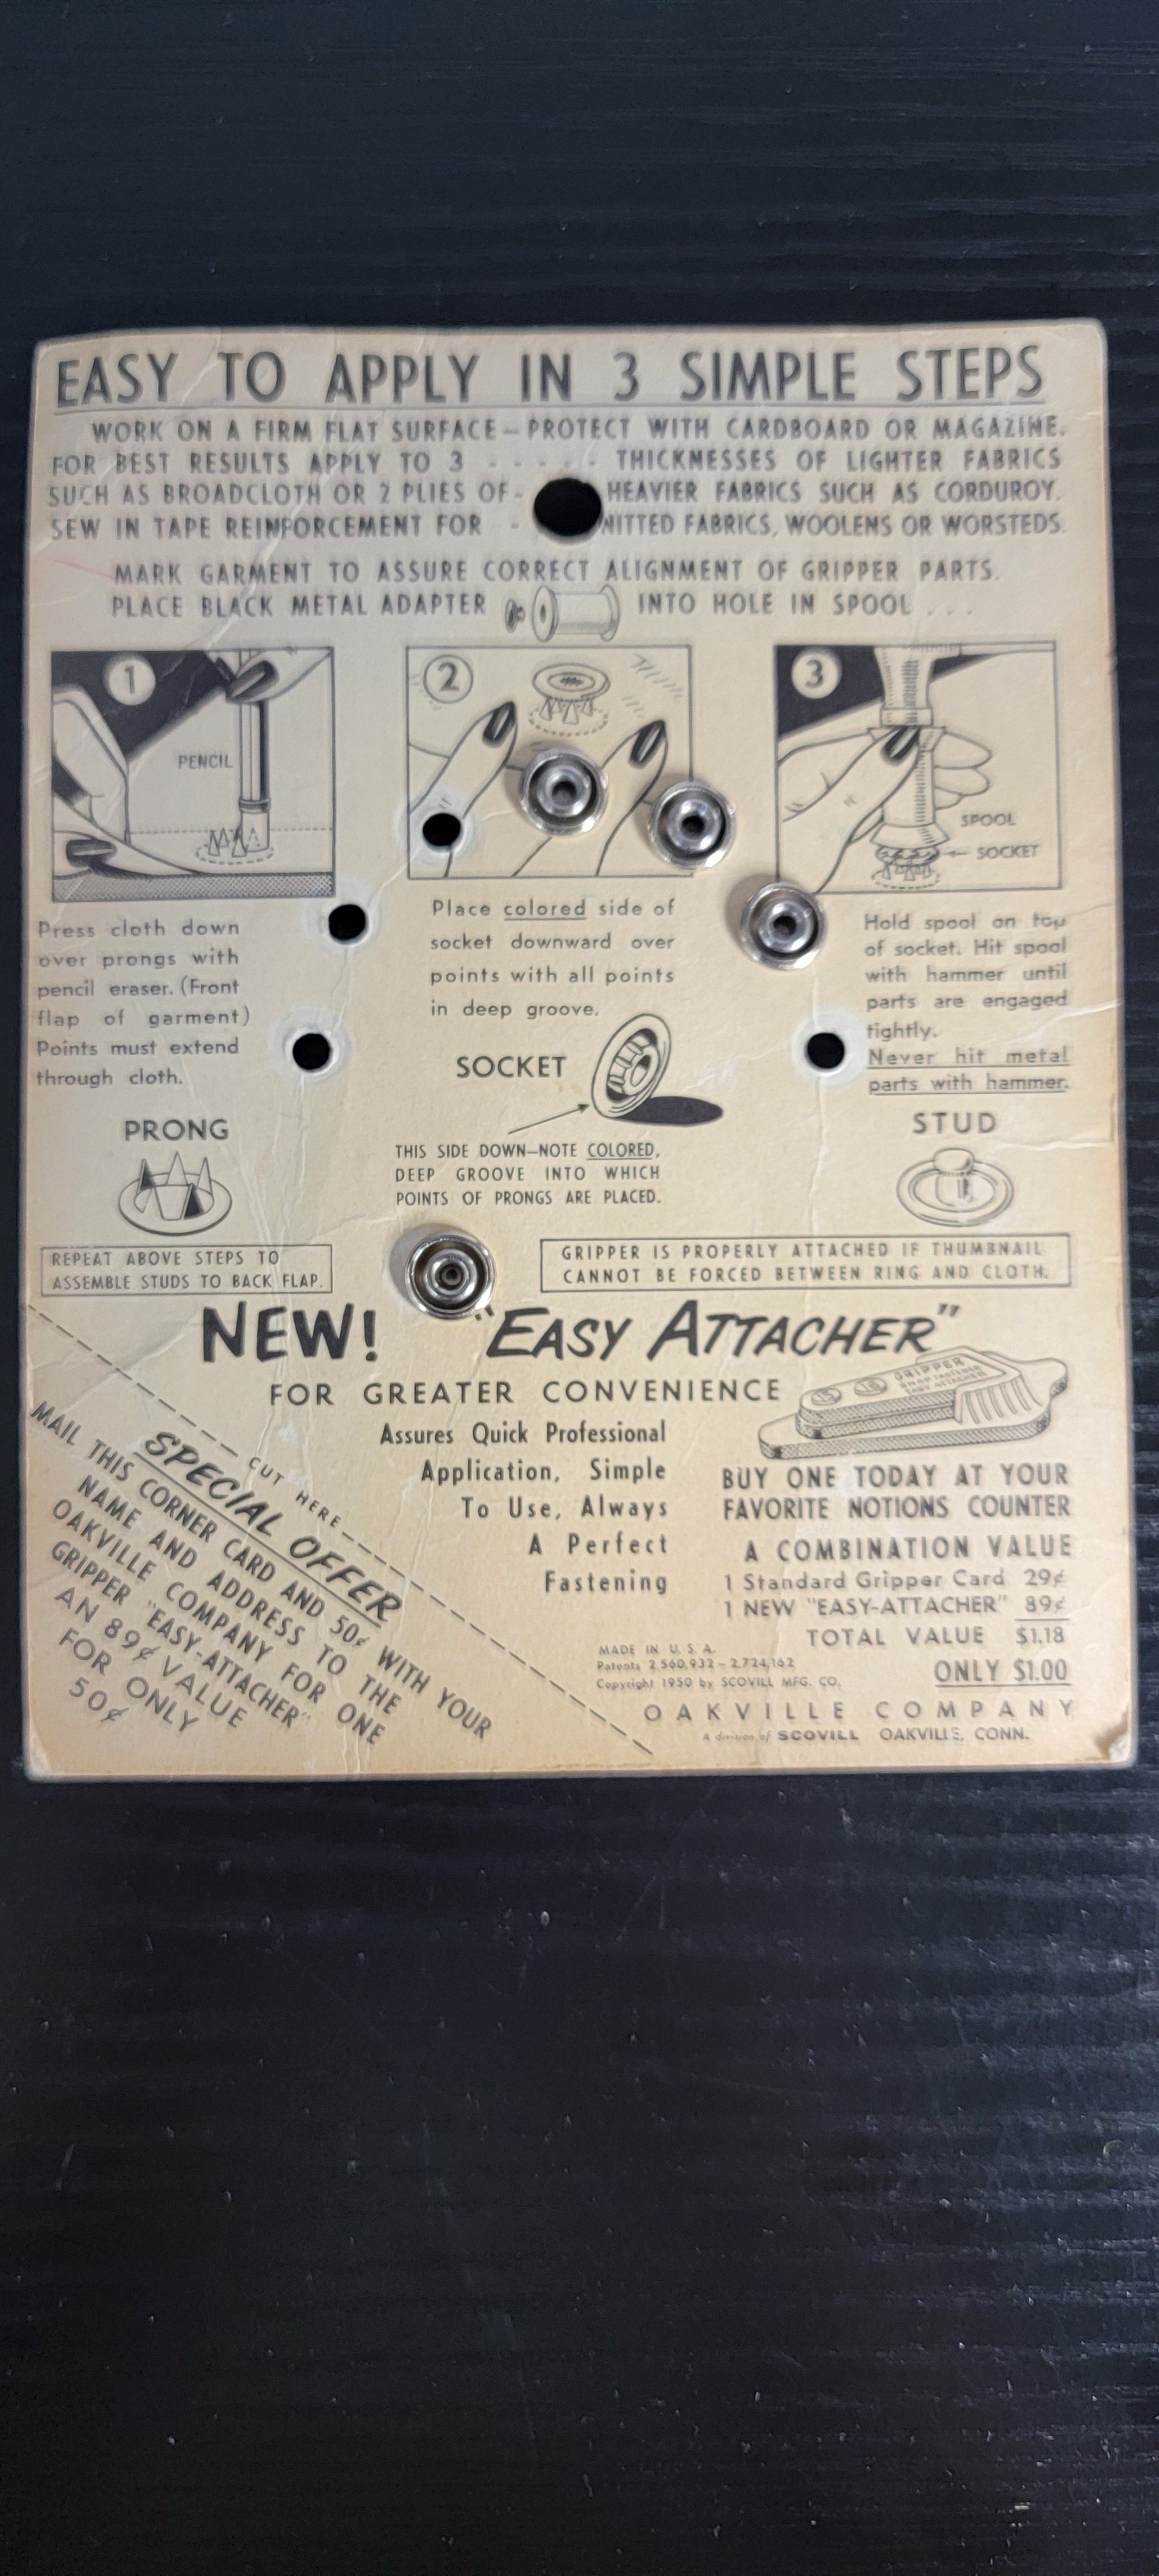 EASY TO APPLY IN 3 SIMPLE STEPS
WORK ON A FIRM FLAT SURFACE – PROTECT WITH CARDBOARD OR MAGAZINE.
FOR BEST RESULTS APPLY TO 3 - - - - - THICKNESSES OF LIGHTER FABRICS
SUCH AS BROADCLOTH OR 2 PLIES OF - HEAVIER FABRICS SUCH AS CORDUROY.
SEW IN TAPE REINFORCEMENT FOR - NITTED FABRICS, WOOLENS OR WORSTEDS.
MARK GARMENT TO ASSURE CORRECT ALIGNMENT OF GRIPPER PARTS.
PLACE BLACK METAL ADAPTER INTO HOLE IN SPOOL . . .
1
PENCIL
Press cloth down
over prongs with
pencil eraser. (Front
flap of garment)
Points must extend
through cloth.
PRONG
REPEAT ABOVE STEPS TO
ASSEMBLE STUDS TO BACK FLAP.
2
Place colored side of
socket downward over
points with all points
in deep groove.
SOCKET
THIS SIDE DOWN—NOTE COLORED,
DEEP GROOVE INTO WHICH
POINTS OF PRONGS ARE PLACED.
3
SPOOL
SOCKET
Hold spool on top
of socket. Hit spool
with hammer until
parts are engaged
tightly.
Never hit metal
parts with hammer.
STUD
GRIPPER IS PROPERLY ATTACHED IF THUMBNAIL
CANNOT BE FORCED BETWEEN RING AND CLOTH.
NEW! "EASY ATTACHER"
FOR GREATER CONVENIENCE
Assures Quick Professional
Application, Simple
To Use, Always
A Perfect
Fastening
GRIPPER
BUY ONE TODAY AT YOUR
FAVORITE NOTIONS COUNTER
A COMBINATION VALUE
1 Standard Gripper Card 29¢
1 NEW "EASY-ATTACHER" 89¢
TOTAL VALUE $1.18
ONLY $1.00
MADE IN U. S. A.
Patents 2,560,932 – 2,724,162
Copyright 1950 by SCOVILL MFG. CO.
OAKVILLE COMPANY
A division of SCOVILL OAKVILLE, CONN.
CUT HERE
SPECIAL OFFER
MAIL THIS CORNER CARD AND 50¢ WITH YOUR
NAME AND ADDRESS TO THE
OAKVILLE COMPANY FOR ONE
GRIPPER "EASY-ATTACHER"
AN 89¢ VALUE
FOR ONLY
50¢